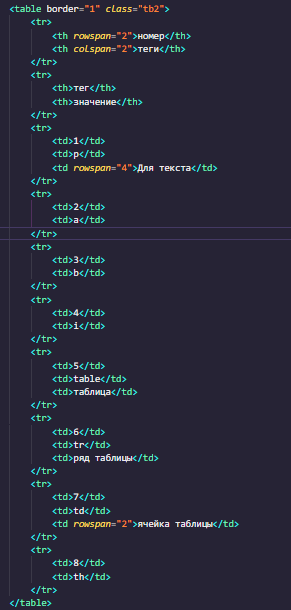 <table border="1" class="tb2">
<tr>
<th rowspan="2">номер</th>
<th colspan="2">теги</th>
</tr>
<tr>
<th>тег</th>
<th>значение</th>
</tr>
<tr>
<td>1</td>
<td>p</td>
<td rowspan="4">Для текста</td>
</tr>
<tr>
<td>2</td>
<td>a</td>
</tr>
<tr>
<td>3</td>
<td>b</td>
</tr>
<tr>
<td>4</td>
<td>i</td>
</tr>
<tr>
<td>5</td>
<td>table</td>
<td>таблица</td>
</tr>
<tr>
<td>6</td>
<td>tr</td>
<td>ряд таблицы</td>
</tr>
<tr>
<td>7</td>
<td>td</td>
<td rowspan="2">ячейка таблицы</td>
</tr>
<tr>
<td>8</td>
<td>th</td>
</tr>
</table>